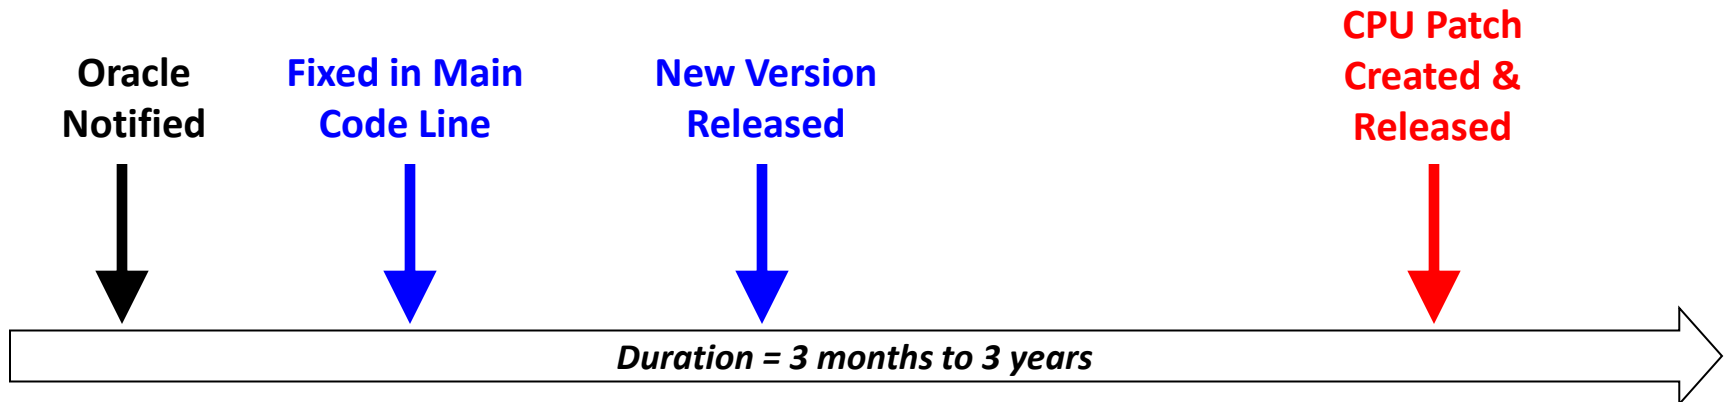 Oracle
Notified
Fixed in Main
Code Line
New Version
Released
CPU Patch
Created &
Released
Duration = 3 months to 3 years